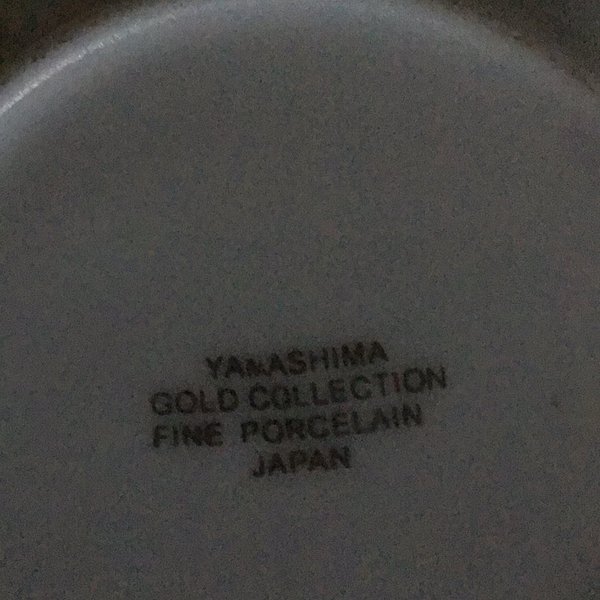 YAMASHIMA
GOLD COLLECTION
FINE PORCELAIN
JAPAN